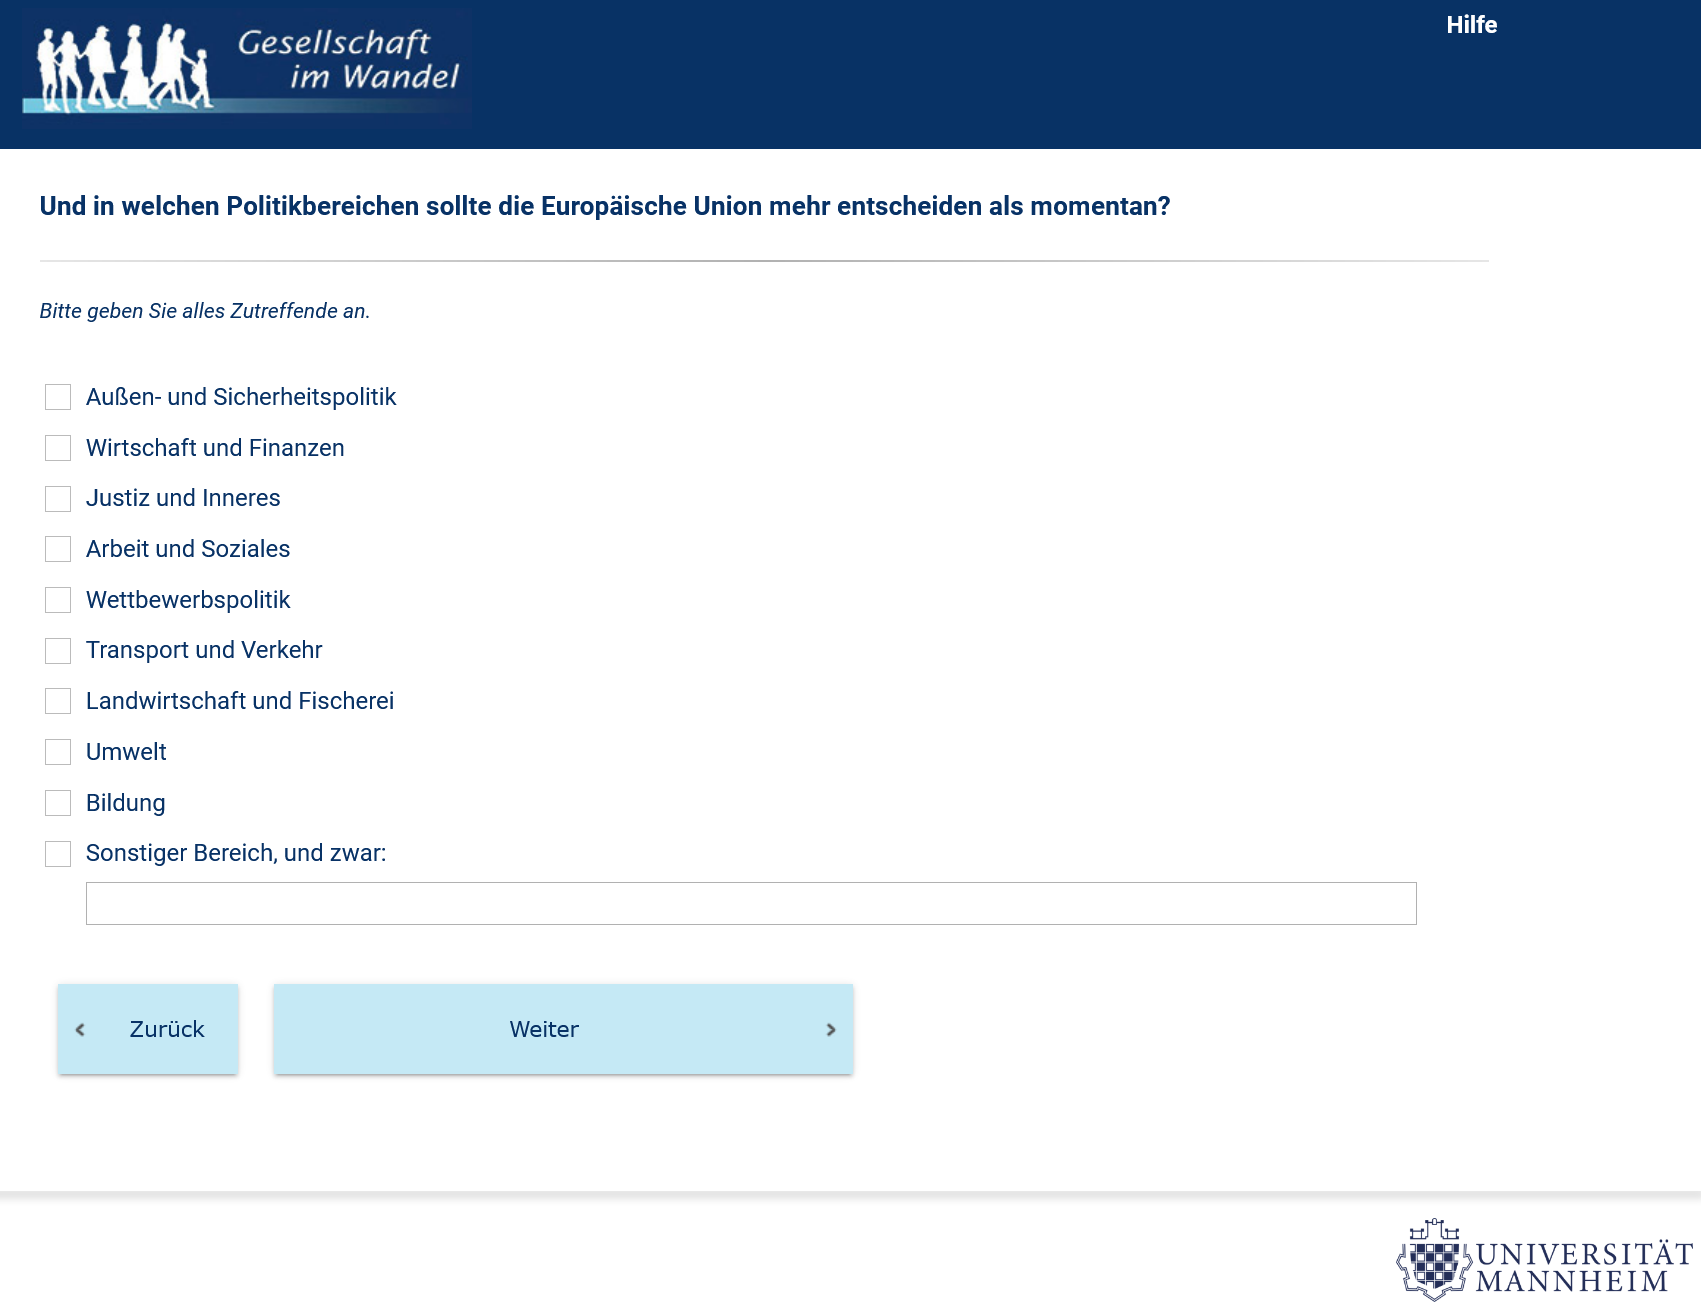 Gesellschaft
im Wandel
Hilfe
Und in welchen Politikbereichen sollte die Europäische Union mehr entscheiden als momentan?
Bitte geben Sie alles Zutreffende an.
Außen- und Sicherheitspolitik
Wirtschaft und Finanzen
Justiz und Inneres
Arbeit und Soziales
Wettbewerbspolitik
Transport und Verkehr
Landwirtschaft und Fischerei
Umwelt
Bildung
Sonstiger Bereich, und zwar:
Zurück
Weiter
UNIVERSITÄT
MANNHEIM